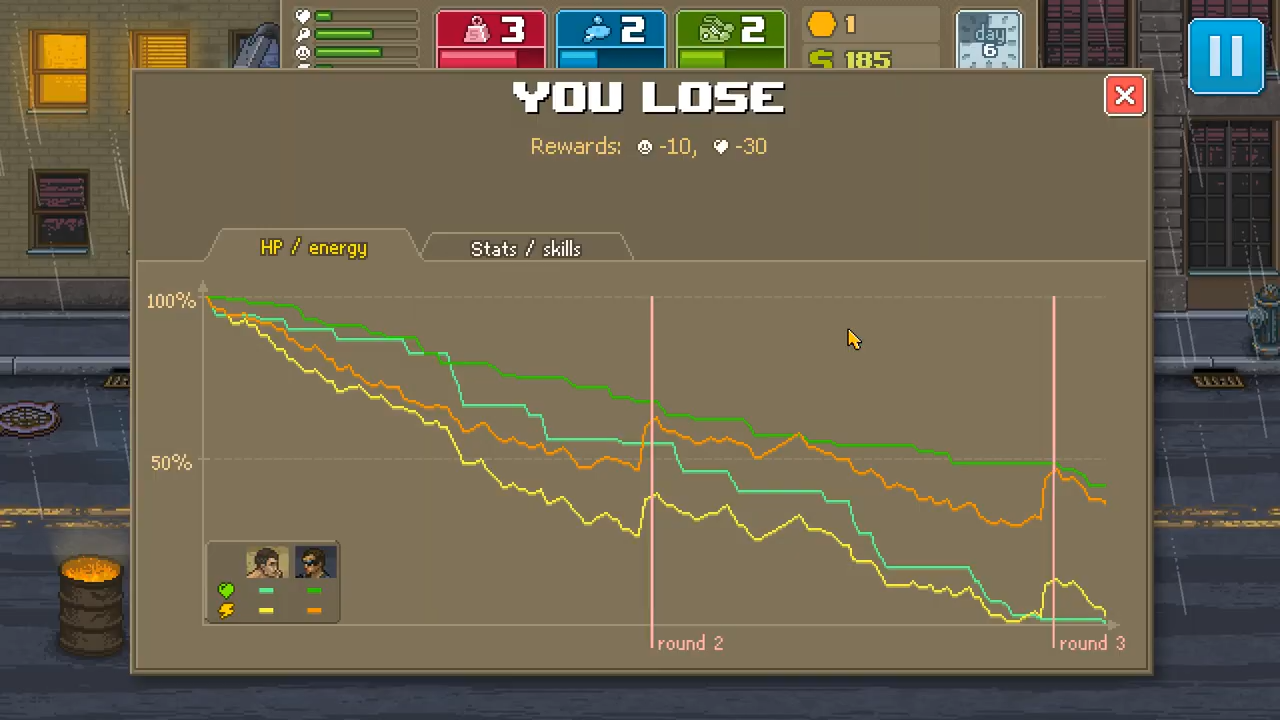 3
2
2
1
185
day
6
YOU LOSE
Rewards: -10, -30
HP / energy
Stats / skills
100%
50%
round 2
round 3